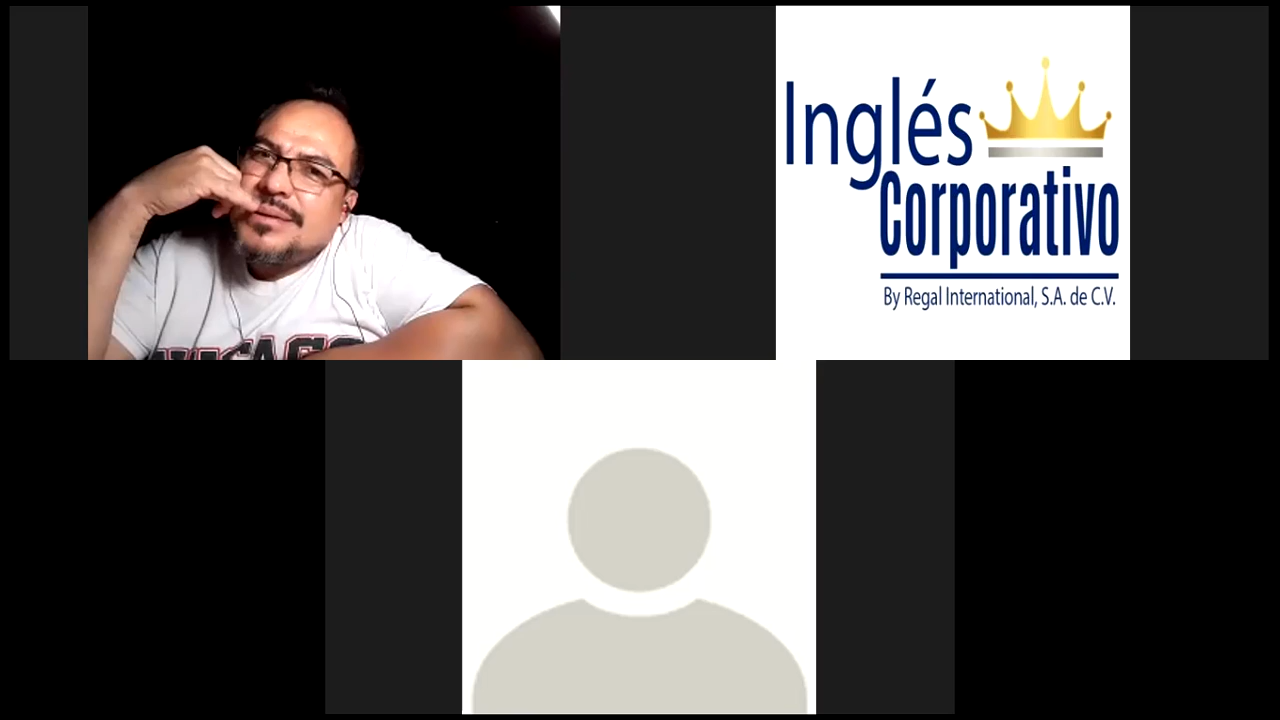 Inglés
Corporativo
By Regal International, S.A. de C.V.